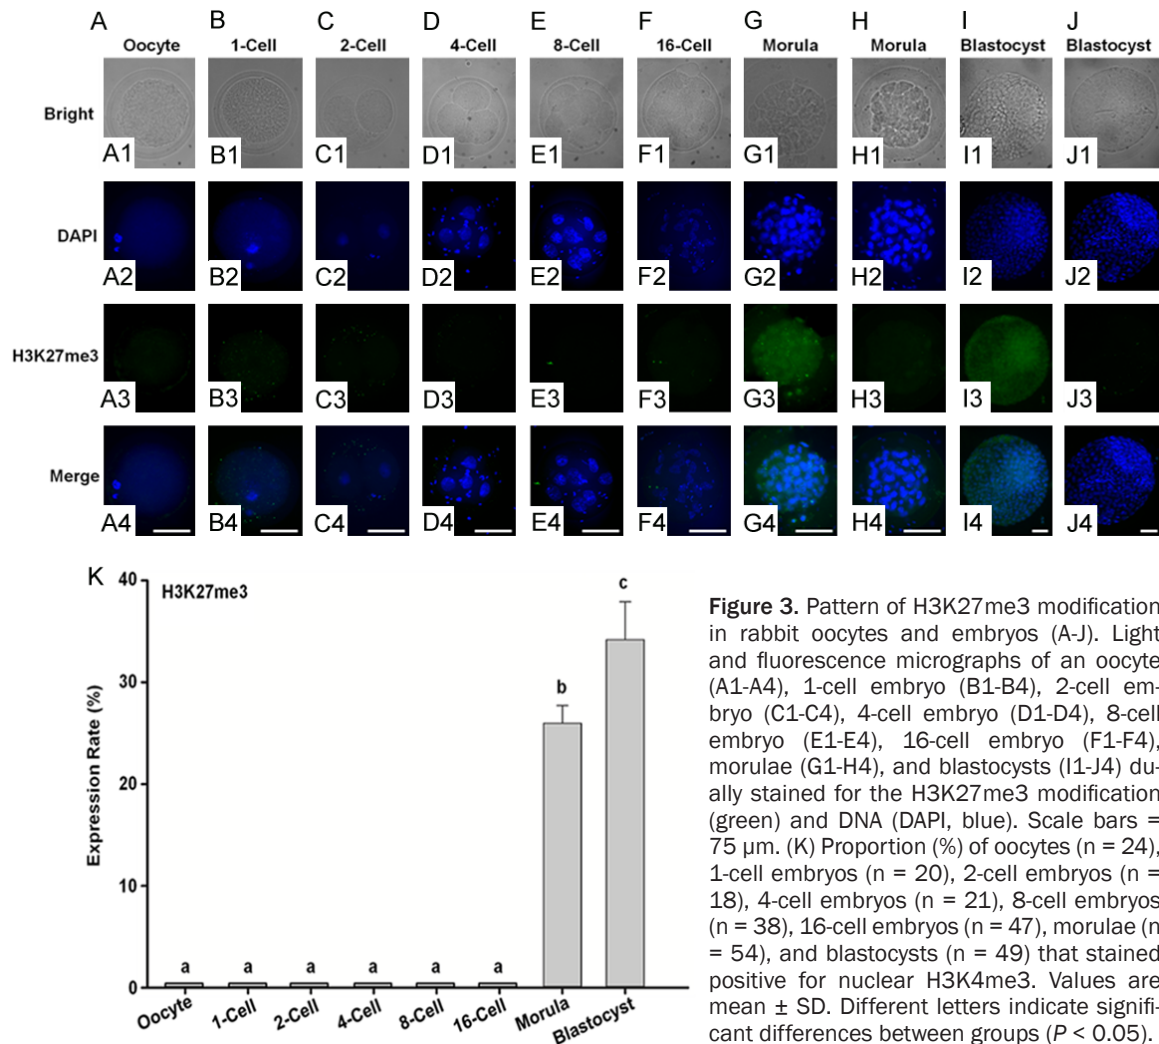 A B C D E F G H I J
Oocyte 1-Cell 2-Cell 4-Cell 8-Cell 16-Cell Morula Morula Blastocyst Blastocyst
Bright
A1 B1 C1 D1 E1 F1 G1 H1 I1 J1
DAPI
A2 B2 C2 D2 E2 F2 G2 H2 I2 J2
H3K27me3
A3 B3 C3 D3 E3 F3 G3 H3 I3 J3
Merge
A4 B4 C4 D4 E4 F4 G4 H4 I4 J4
K
H3K27me3
Expression Rate (%)
40
30
20
10
0
a a a a a a b c
Oocyte 1-Cell 2-Cell 4-Cell 8-Cell 16-Cell Morula Blastocyst
Figure 3. Pattern of H3K27me3 modification
in rabbit oocytes and embryos (A-J). Light
and fluorescence micrographs of an oocyte
(A1-A4), 1-cell embryo (B1-B4), 2-cell em-
bryo (C1-C4), 4-cell embryo (D1-D4), 8-cell
embryo (E1-E4), 16-cell embryo (F1-F4),
morulae (G1-H4), and blastocysts (I1-J4) du-
ally stained for the H3K27me3 modification
(green) and DNA (DAPI, blue). Scale bars =
75 µm. (K) Proportion (%) of oocytes (n = 24),
1-cell embryos (n = 20), 2-cell embryos (n =
18), 4-cell embryos (n = 21), 8-cell embryos
(n = 38), 16-cell embryos (n = 47), morulae (n
= 54), and blastocysts (n = 49) that stained
positive for nuclear H3K4me3. Values are
mean ± SD. Different letters indicate signifi-
cant differences between groups (P < 0.05).